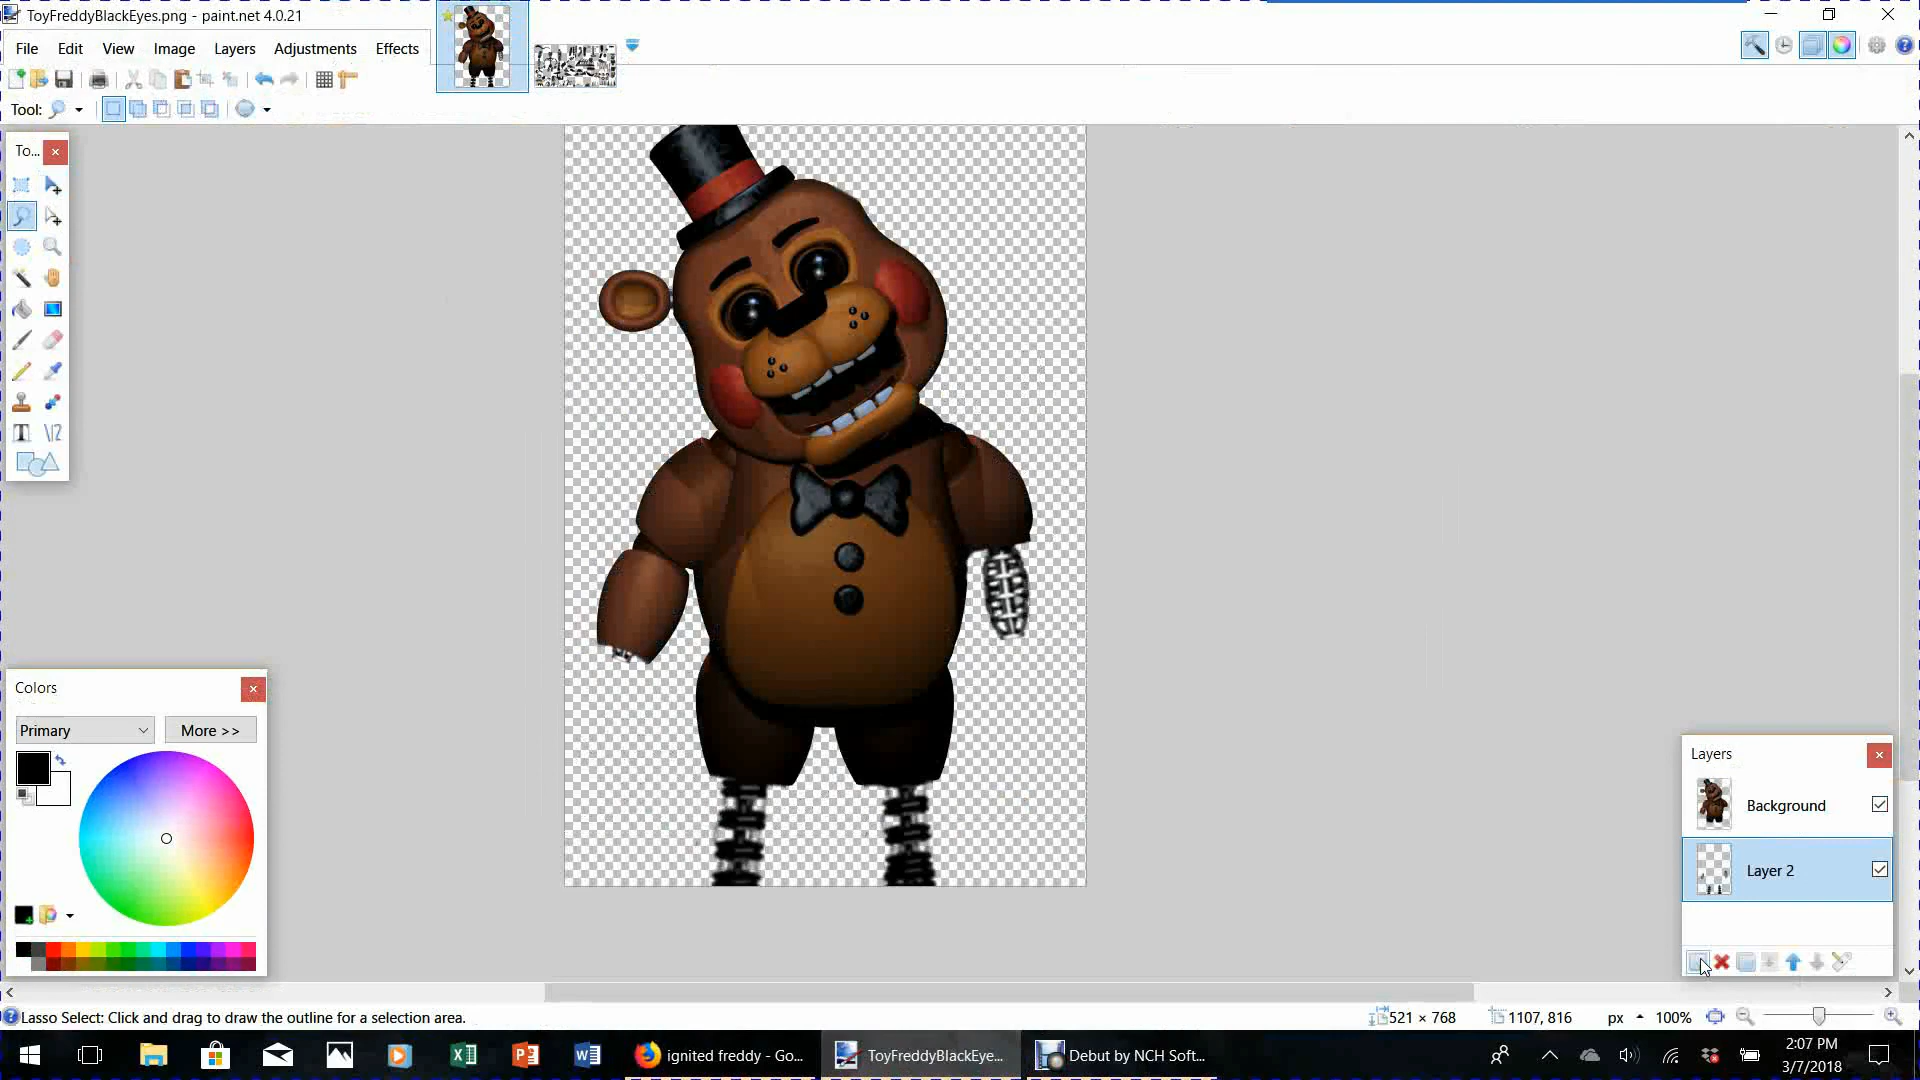 ToyFreddyBlackEyes.png - paint.net 4.0.21
File Edit View Image Layers Adjustments Effects
Tool:
To...
Colors
Primary
More >>
Layers
Background
Layer 2
Lasso Select: Click and drag to draw the outline for a selection area.
521 × 768
1107, 816
px
100%
ignited freddy - Go...
ToyFreddyBlackEye...
Debut by NCH Soft...
2:07 PM
3/7/2018